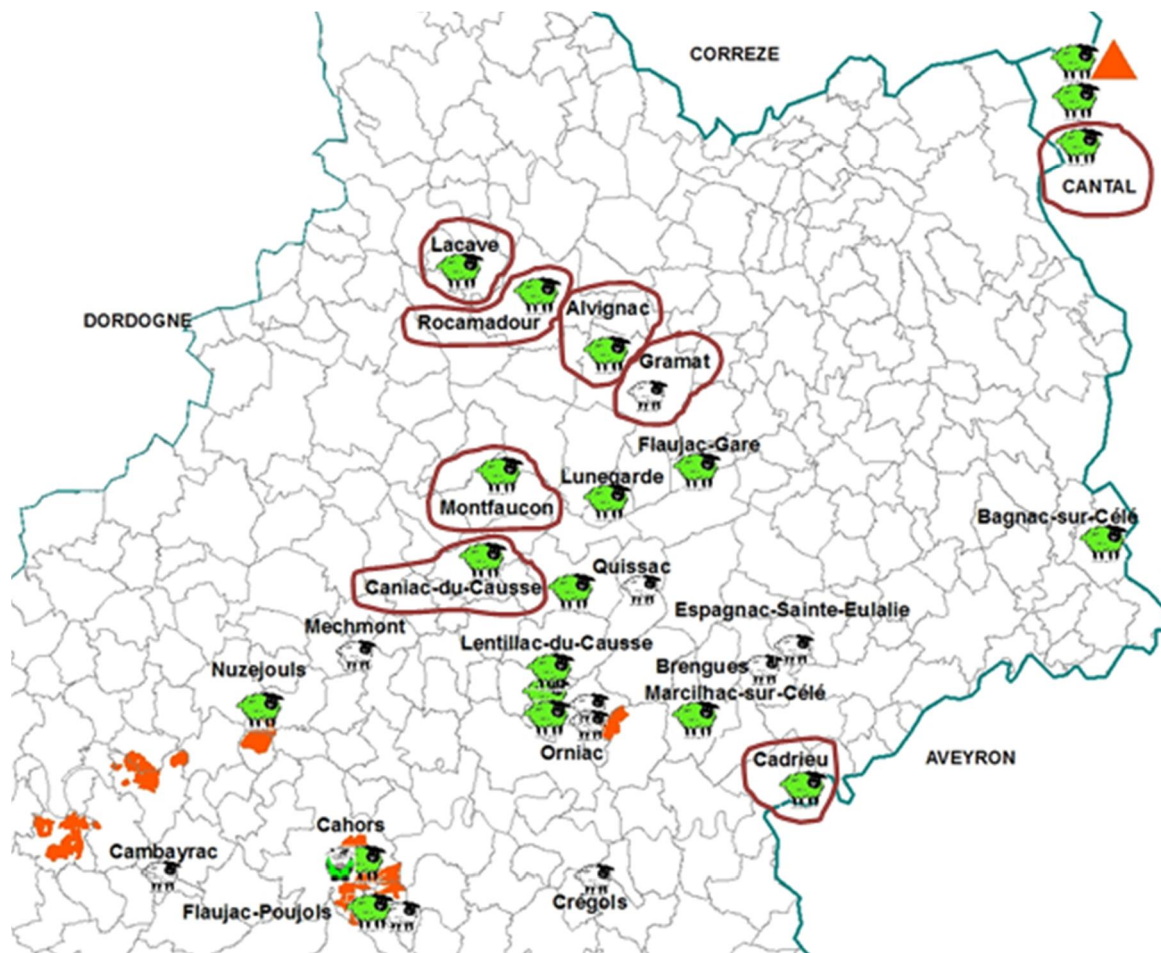 CORREZE
CANTAL
Lacave
Rocamadour
Alvignac
DORDOGNE
Gramat
Flaujac-Gare
Lunegarde
Montfaucon
Bagnac-sur-Célé
Quissac
Caniac-du-Causse
Espagnac-Sainte-Eulalie
Mechmont
Lentillac-du-Causse
Nuzejouls
Brengues
Marcilhac-sur-Célé
Orniac
Cadrieu
AVEYRON
Cahors
Cambayrac
Crégols
Flaujac-Poujols